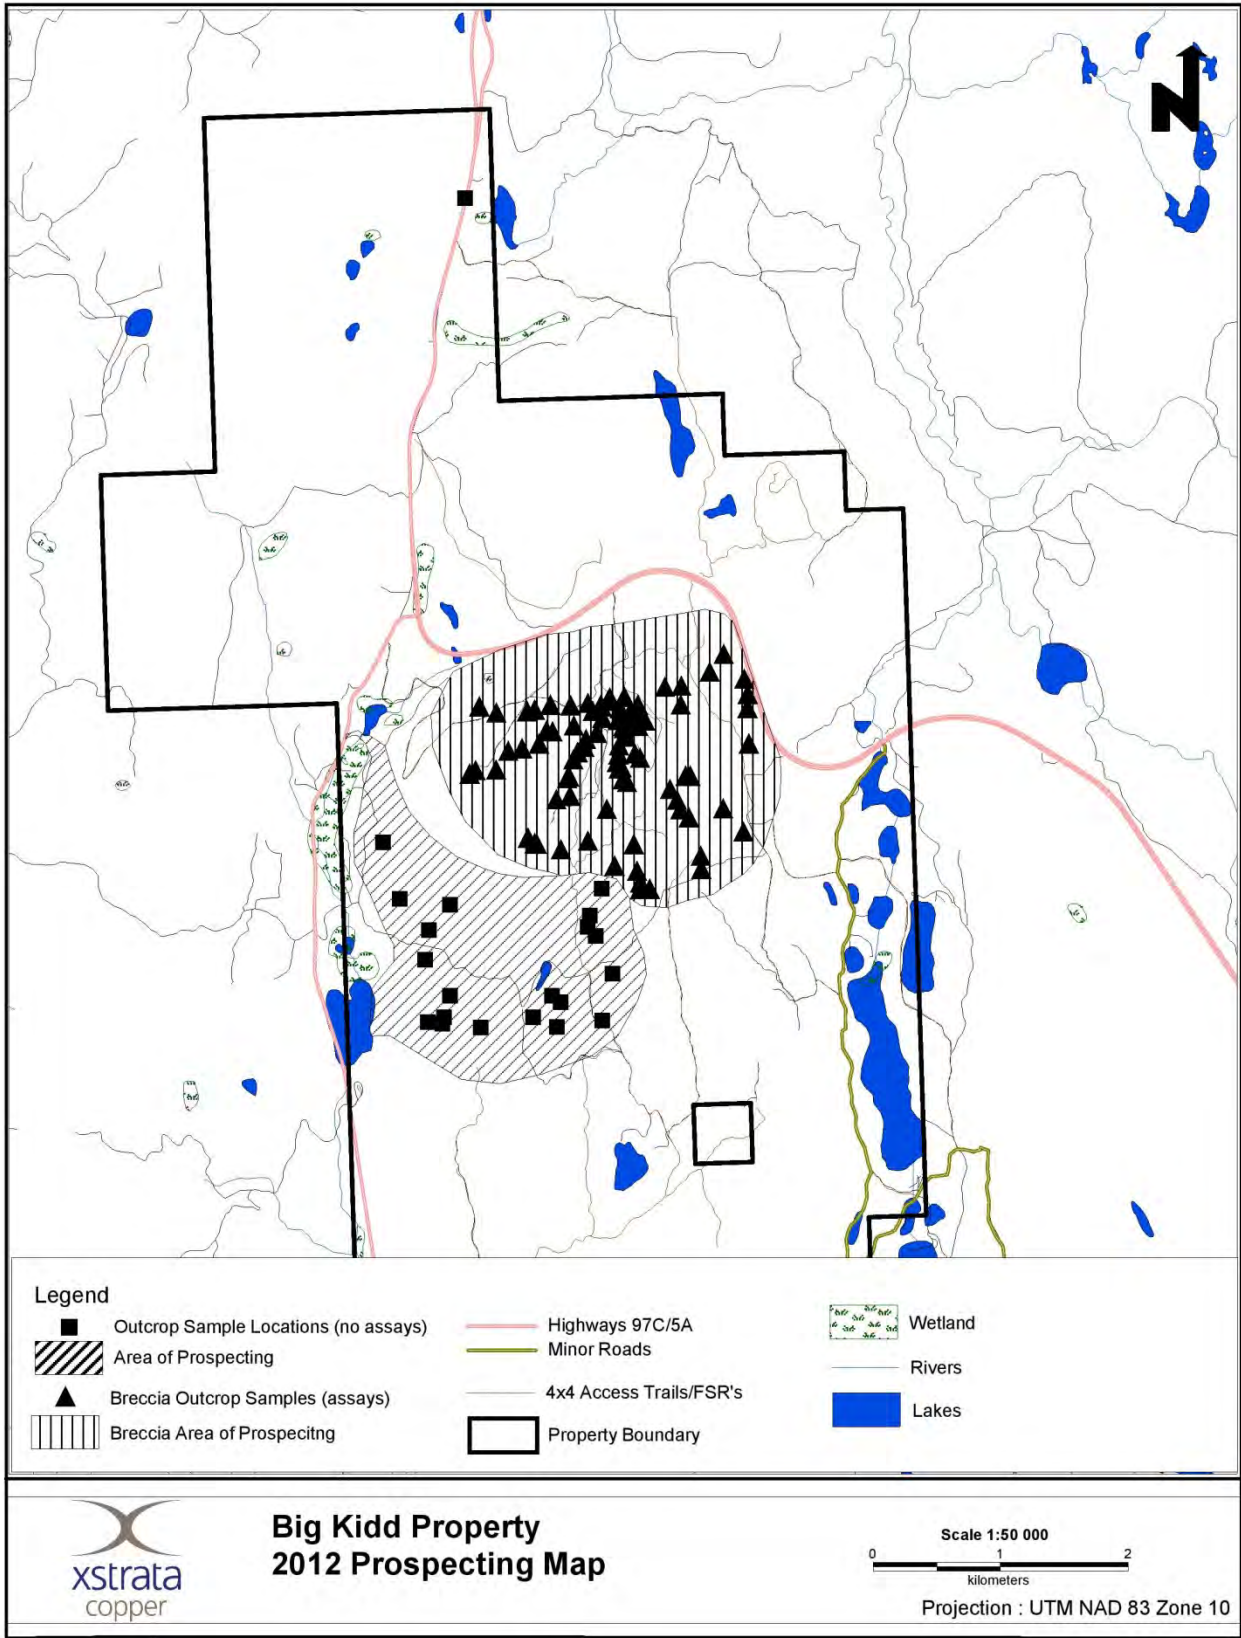 N
Legend
Outcrop Sample Locations (no assays)
Area of Prospecting
Breccia Outcrop Samples (assays)
Breccia Area of Prospecitng
Highways 97C/5A
Minor Roads
4x4 Access Trails/FSR's
Property Boundary
Wetland
Rivers
Lakes
xstrata
copper
Big Kidd Property
2012 Prospecting Map
Scale 1:50 000
0 1 2
kilometers
Projection : UTM NAD 83 Zone 10